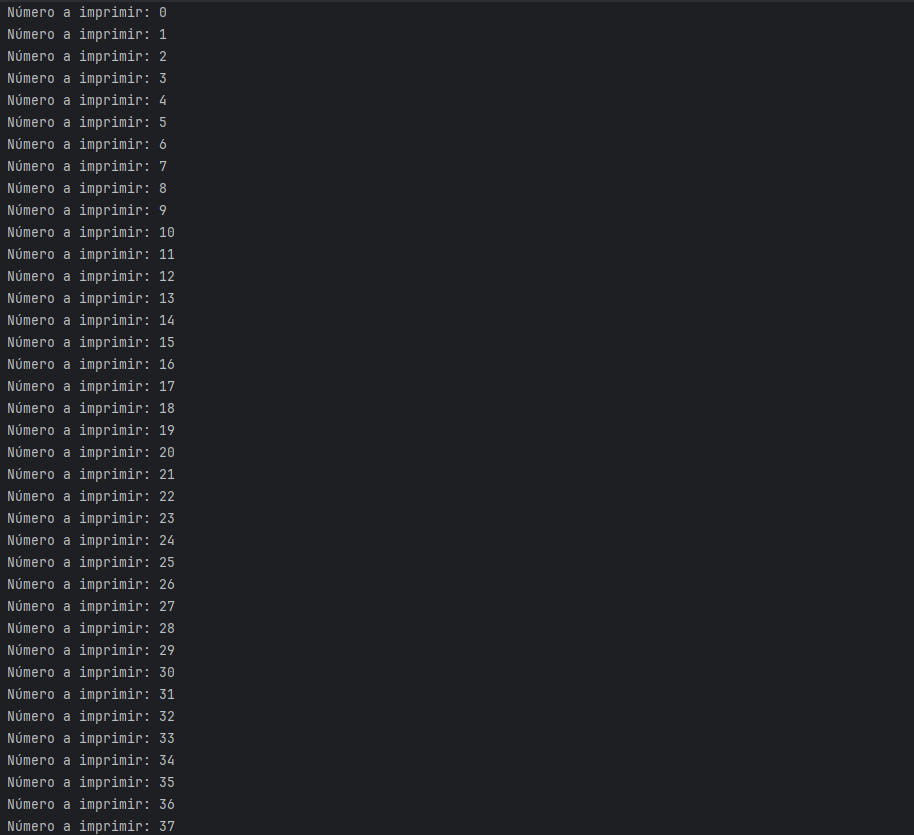 Número a imprimir: 0
Número a imprimir: 1
Número a imprimir: 2
Número a imprimir: 3
Número a imprimir: 4
Número a imprimir: 5
Número a imprimir: 6
Número a imprimir: 7
Número a imprimir: 8
Número a imprimir: 9
Número a imprimir: 10
Número a imprimir: 11
Número a imprimir: 12
Número a imprimir: 13
Número a imprimir: 14
Número a imprimir: 15
Número a imprimir: 16
Número a imprimir: 17
Número a imprimir: 18
Número a imprimir: 19
Número a imprimir: 20
Número a imprimir: 21
Número a imprimir: 22
Número a imprimir: 23
Número a imprimir: 24
Número a imprimir: 25
Número a imprimir: 26
Número a imprimir: 27
Número a imprimir: 28
Número a imprimir: 29
Número a imprimir: 30
Número a imprimir: 31
Número a imprimir: 32
Número a imprimir: 33
Número a imprimir: 34
Número a imprimir: 35
Número a imprimir: 36
Número a imprimir: 37